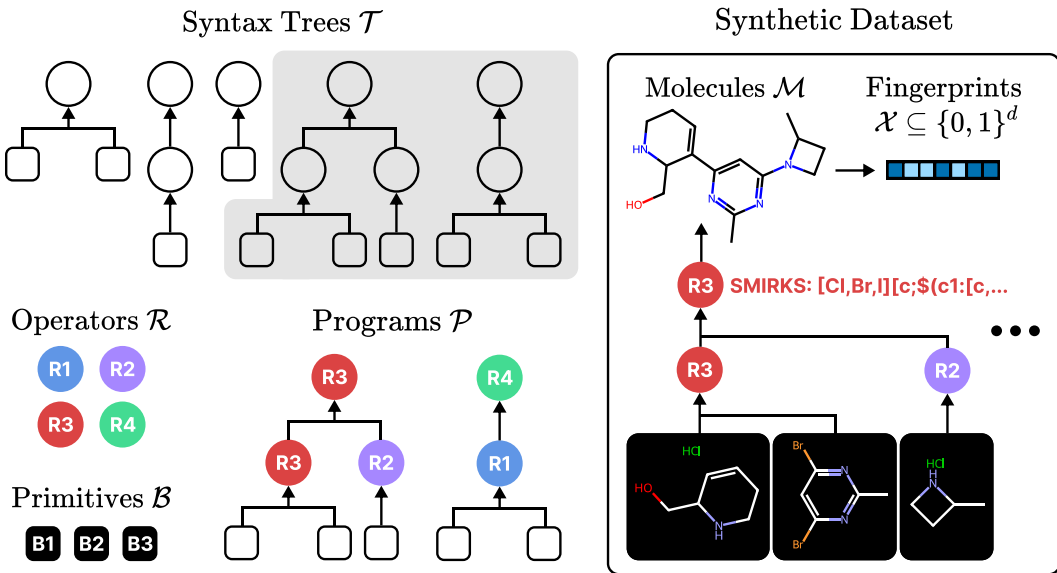 Syntax Trees 𝒯
Operators ℛ
R1 R2
R3 R4
Primitives ℬ
B1 B2 B3
Programs 𝒫
R3 R4
R3 R2 R1
Synthetic Dataset
Molecules ℳ
Fingerprints
𝒳 ⊆ {0, 1}^d
HN
HO
N
N
N
R3 SMIRKS: [Cl,Br,I][c;$(c1:[c,...
•••
R3 R2
HCl
HO
N
H
Br
N
N
Br
HCl
H
N